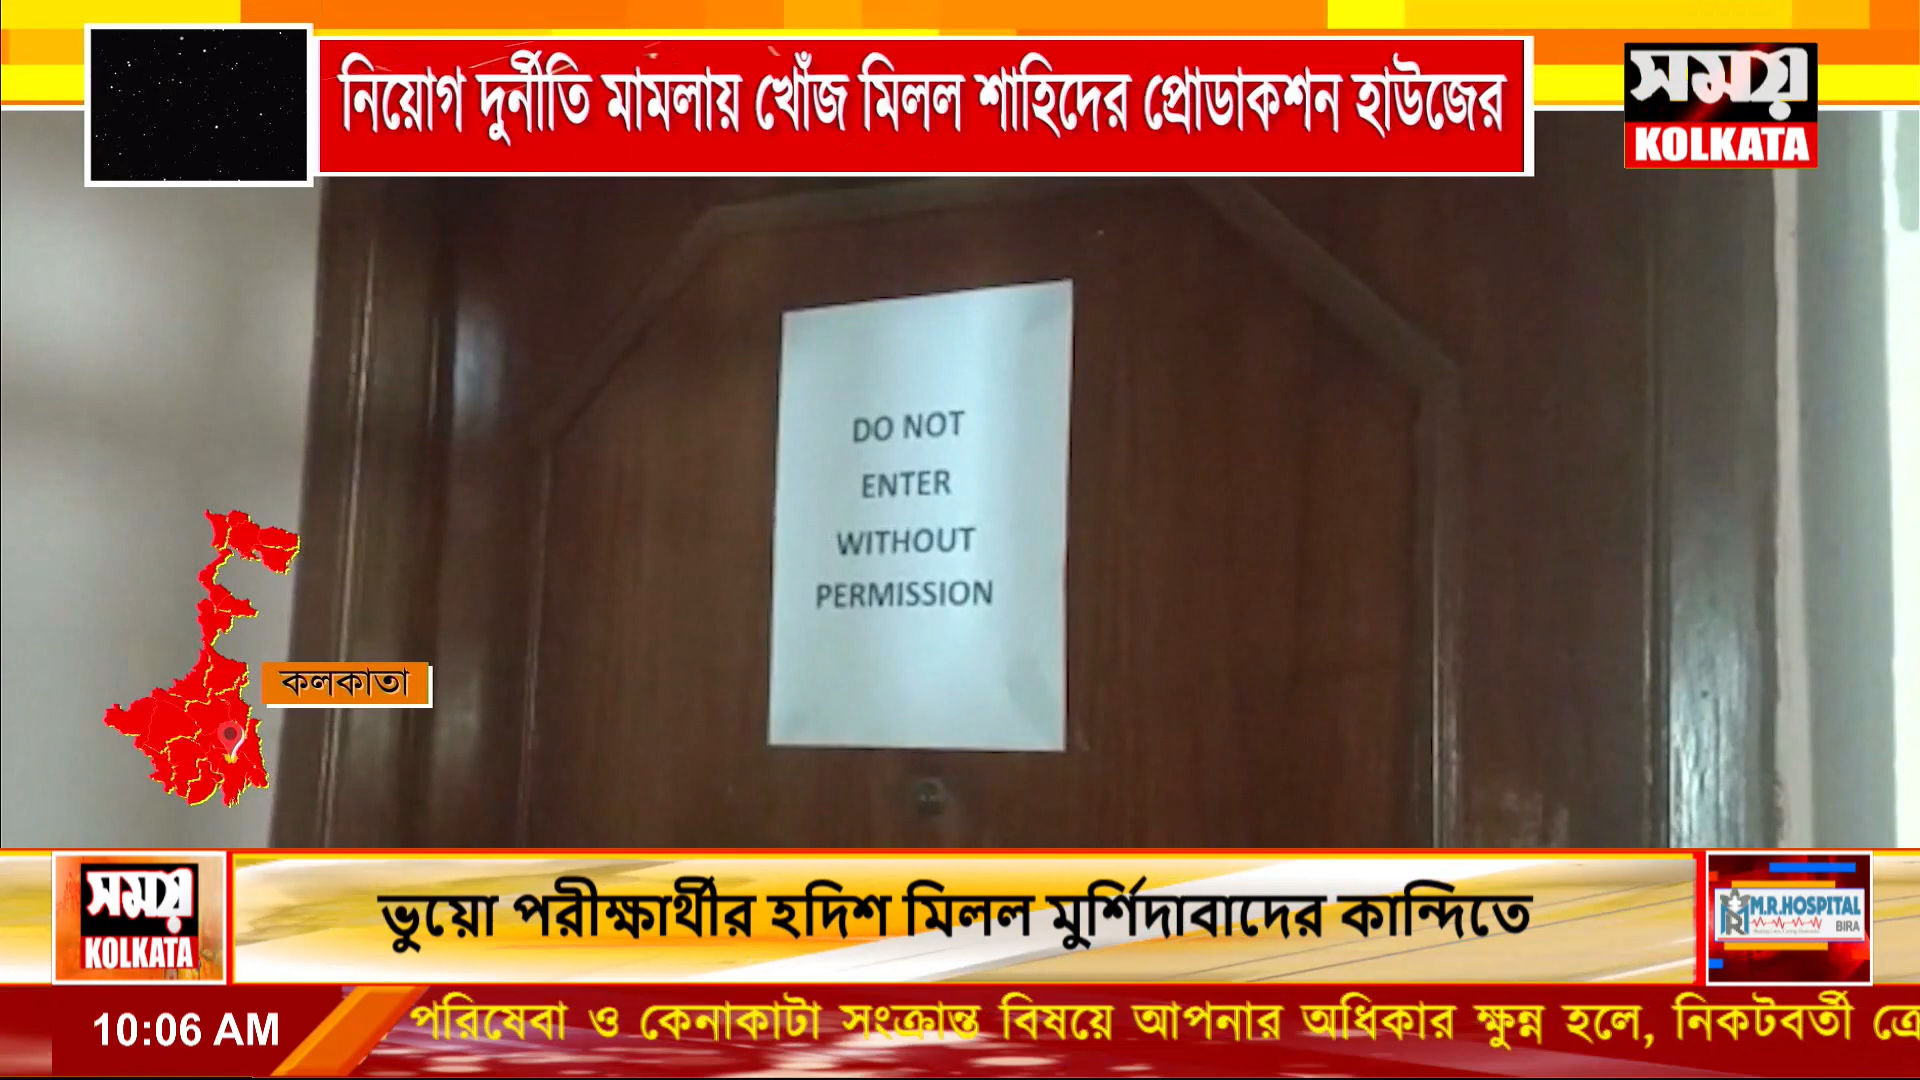 নিয়োগ দুর্নীতি মামলায় খোঁজ মিলল শাহিদের প্রোডাকশন হাউজের
সময়
KOLKATA
DO NOT
ENTER
WITHOUT
PERMISSION
কলকাতা
সময়
KOLKATA
ভুয়ো পরীক্ষার্থীর হদিশ মিলল মুর্শিদাবাদের কান্দিতে
M.R.HOSPITAL
BIRA
10:06 AM
পরিষেবা ও কেনাকাটা সংক্রান্ত বিষয়ে আপনার অধিকার ক্ষুন্ন হলে, নিকটবর্তী ক্রে